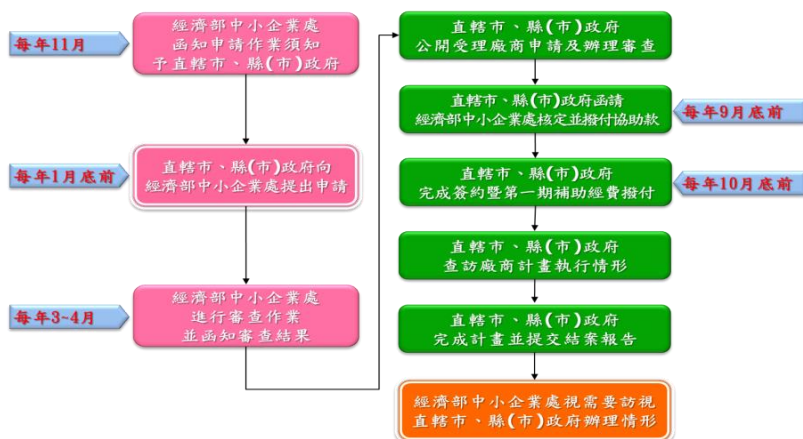 每年11月
經濟部中小企業處
函知申請作業須知
予直轄市、縣(市)政府
每年1月底前
直轄市、縣(市)政府向
經濟部中小企業處提出申請
每年3~4月
經濟部中小企業處
進行審查作業
並函知審查結果
直轄市、縣(市)政府
公開受理廠商申請及辦理審查
直轄市、縣(市)政府函請
經濟部中小企業處核定並撥付協助款
每年9月底前
直轄市、縣(市)政府
完成簽約暨第一期補助經費撥付
每年10月底前
直轄市、縣(市)政府
查訪廠商計畫執行情形
直轄市、縣(市)政府
完成計畫並提交結案報告
經濟部中小企業處視需要訪視
直轄市、縣(市)政府辦理情形